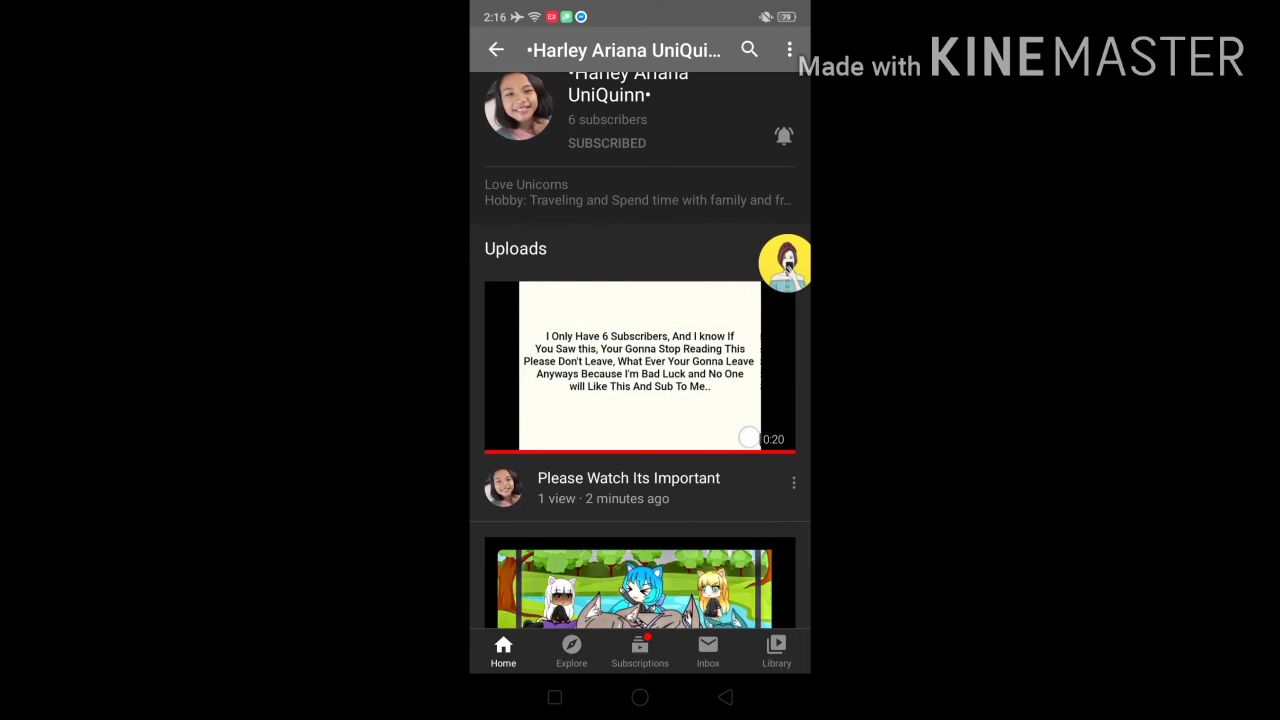 2:16
79
•Harley Ariana UniQui...
Made with KINEMASTER
•Harley Ariana
UniQuinn•
6 subscribers
SUBSCRIBED
Love Unicorns
Hobby: Traveling and Spend time with family and fr...
Uploads
I Only Have 6 Subscribers, And I know If
You Saw this, Your Gonna Stop Reading This
Please Don't Leave, What Ever Your Gonna Leave
Anyways Because I'm Bad Luck and No One
will Like This And Sub To Me..
0:20
Please Watch Its Important
1 view · 2 minutes ago
Home
Explore
Subscriptions
Inbox
Library